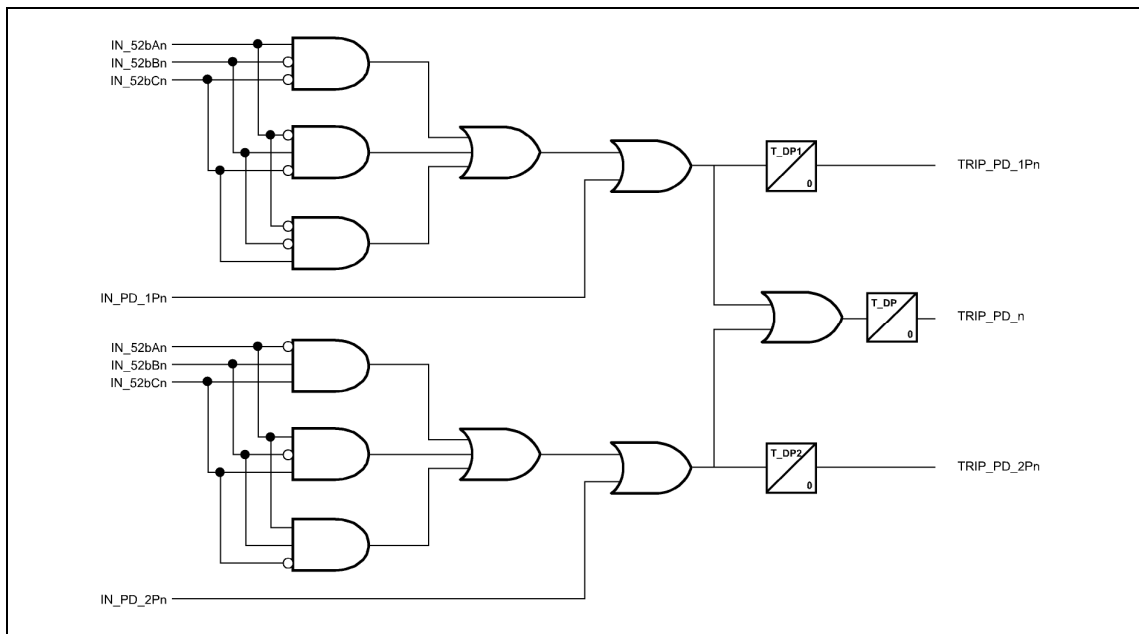 IN_52bAn
IN_52bBn
IN_52bCn
T_DP1
0
TRIP_PD_1Pn
IN_PD_1Pn
T_DP
0
TRIP_PD_n
IN_52bAn
IN_52bBn
IN_52bCn
T_DP2
0
TRIP_PD_2Pn
IN_PD_2Pn